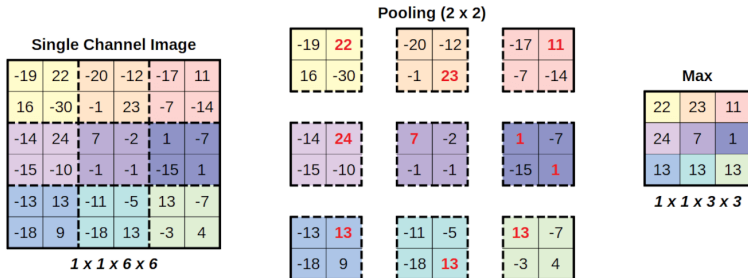 Pooling (2 x 2)
Single Channel Image
Max
-19 22 -20 -12 -17 11
16 -30 -1 23 -7 -14
-14 24 7 -2 1 -7
-15 -10 -1 -1 -15 1
-13 13 -11 -5 13 -7
-18 9 -18 13 -3 4
1 x 1 x 6 x 6
-19 22
16 -30
-20 -12
-1 23
-17 11
-7 -14
-14 24
-15 -10
7 -2
-1 -1
1 -7
-15 1
-13 13
-18 9
-11 -5
-18 13
13 -7
-3 4
22 23 11
24 7 1
13 13 13
1 x 1 x 3 x 3